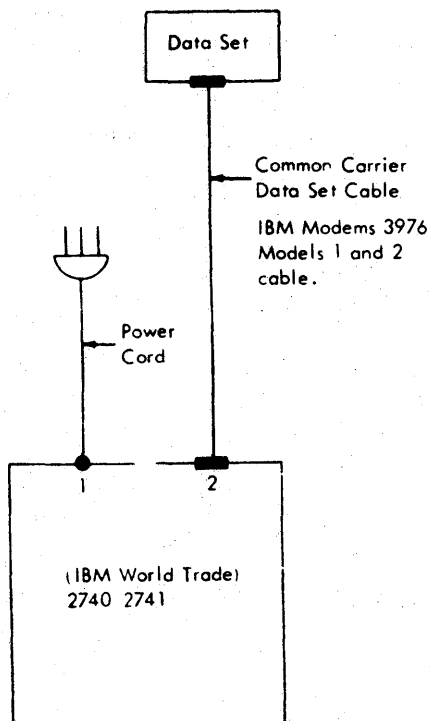 Data Set
Common Carrier
Data Set Cable
IBM Modems 3976
Models 1 and 2
cable.
Power
Cord
1
2
(IBM World Trade)
2740 2741